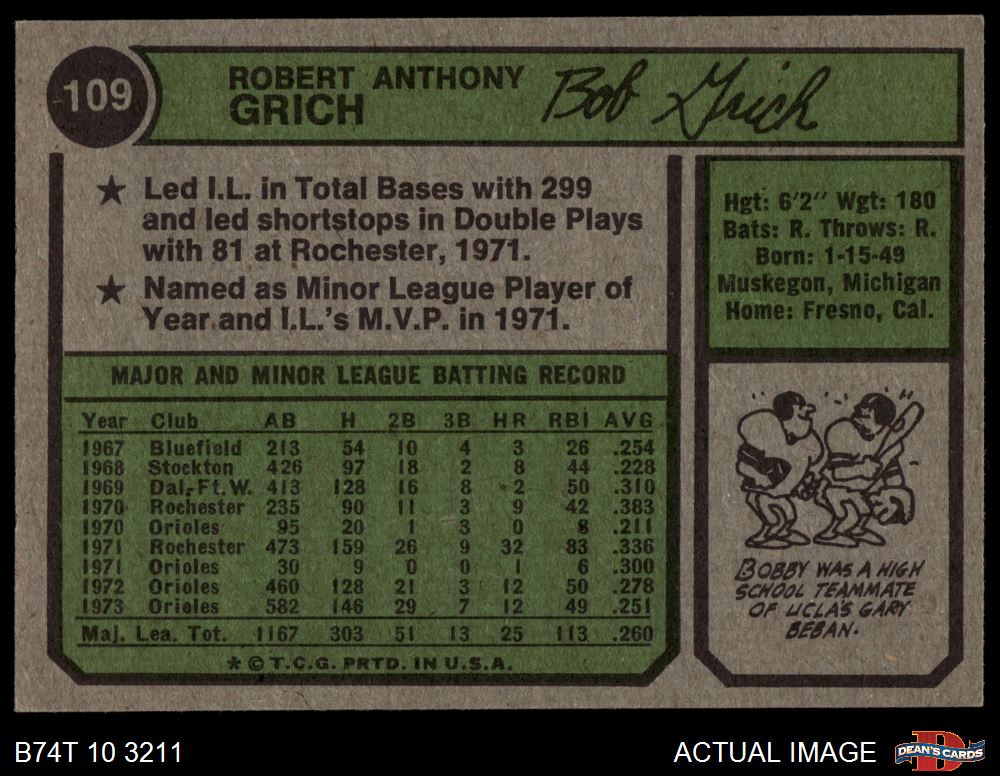 109
ROBERT ANTHONY
GRICH
Bob Grich
★ Led I.L. in Total Bases with 299
and led shortstops in Double Plays
with 81 at Rochester, 1971.
★ Named as Minor League Player of
Year and I.L.'s M.V.P. in 1971.
Hgt: 6'2" Wgt: 180
Bats: R. Throws: R.
Born: 1-15-49
Muskegon, Michigan
Home: Fresno, Cal.
MAJOR AND MINOR LEAGUE BATTING RECORD
Year Club AB H 2B 3B HR RBI AVG
1967 Bluefield 213 54 10 4 3 26 .254
1968 Stockton 426 97 18 2 8 44 .228
1969 Dal.-Ft.W. 413 128 16 8 2 50 .310
1970 Rochester 235 90 11 3 9 42 .383
1970 Orioles 95 20 1 3 0 8 .211
1971 Rochester 473 159 26 9 32 83 .336
1971 Orioles 30 9 0 0 1 6 .300
1972 Orioles 460 128 21 3 12 50 .278
1973 Orioles 582 146 29 7 12 49 .251
Maj. Lea. Tot. 1167 303 51 13 25 113 .260
* © T.C.G. PRTD. IN U.S.A.
BOBBY WAS A HIGH
SCHOOL TEAMMATE
OF UCLA'S GARY
BEBAN.
B74T 10 3211
ACTUAL IMAGE
DEAN'S CARDS